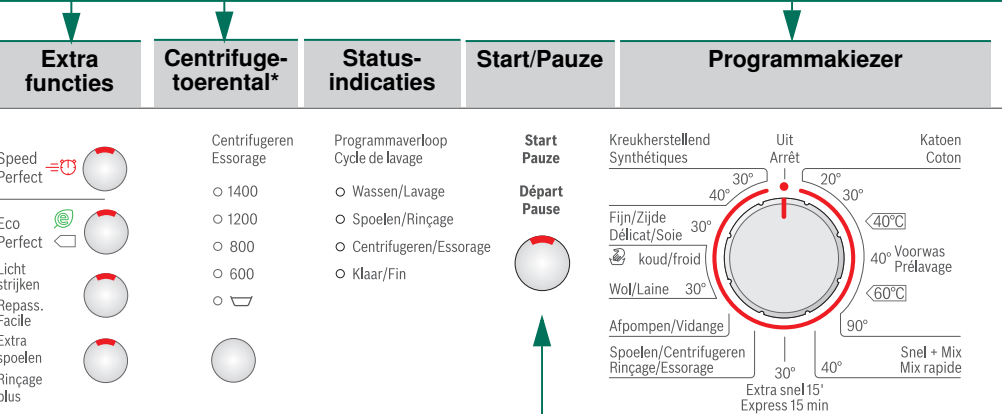 Extra
functies
Centrifuge-
toerental*
Status-
indicaties
Start/Pauze
Programmakiezer
Speed
Perfect
Eco
Perfect
Licht
strijken
Repass.
Facile
Extra
spoelen
Rinçage
plus
Centrifugeren
Essorage
1400
1200
800
600
Programmaverloop
Cycle de lavage
Wassen/Lavage
Spoelen/Rinçage
Centrifugeren/Essorage
Klaar/Fin
Start
Pauze
Départ
Pause
Kreukherstellend
Synthétiques
30°
40°
Fijn/Zijde
Délicat/Soie 30°
koud/froid
Wol/Laine 30°
Afpompen/Vidange
Spoelen/Centrifugeren
Rinçage/Essorage
Uit
Arrêt
Katoen
Coton
20°
30°
40°C
40° Voorwas
Prélavage
60°C
90°
Snel + Mix
Mix rapide
40°
30°
Extra snel 15'
Express 15 min